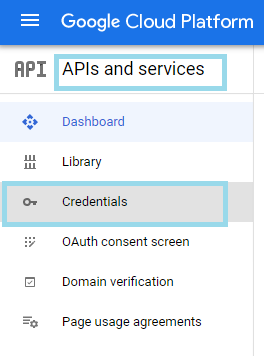 Google Cloud Platform
API APIs and services
Dashboard
Library
Credentials
OAuth consent screen
Domain verification
Page usage agreements